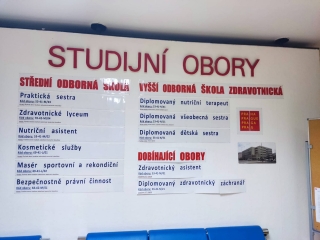 STUDIJNÍ OBORY
STŘEDNÍ ODBORNÁ ŠKOLA
Praktická sestra
Zdravotnické lyceum
Nutriční asistent
Kosmetické služby
Masér sportovní a rekondiční
Bezpečnostně právní činnost
VYŠŠÍ ODBORNÁ ŠKOLA ZDRAVOTNICKÁ
Diplomovaný nutriční terapeut
Diplomovaná všeobecná sestra
Diplomovaná dětská sestra
DOBÍHAJÍCÍ OBORY
Zdravotnický asistent
Diplomovaný zdravotnický záchranář